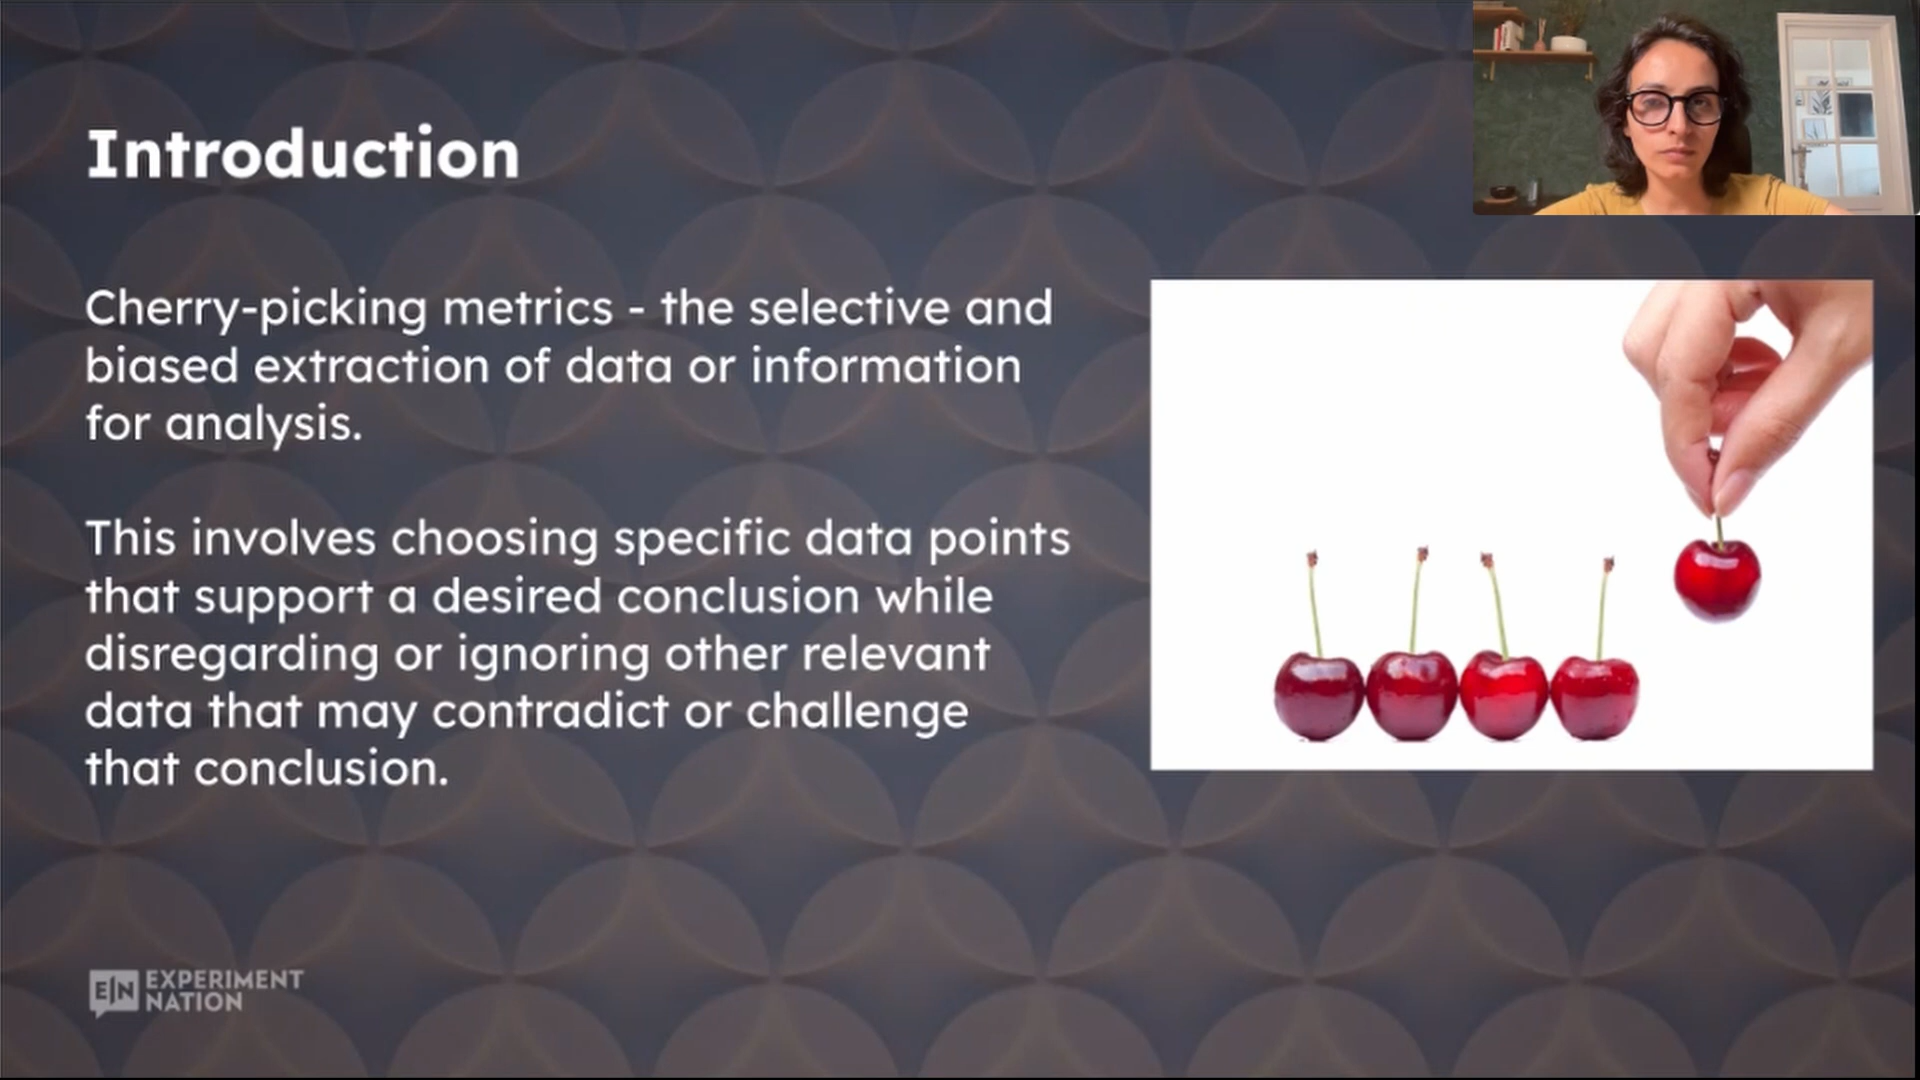 Introduction
Cherry-picking metrics - the selective and
biased extraction of data or information
for analysis.
This involves choosing specific data points
that support a desired conclusion while
disregarding or ignoring other relevant
data that may contradict or challenge
that conclusion.
E|N EXPERIMENT
NATION